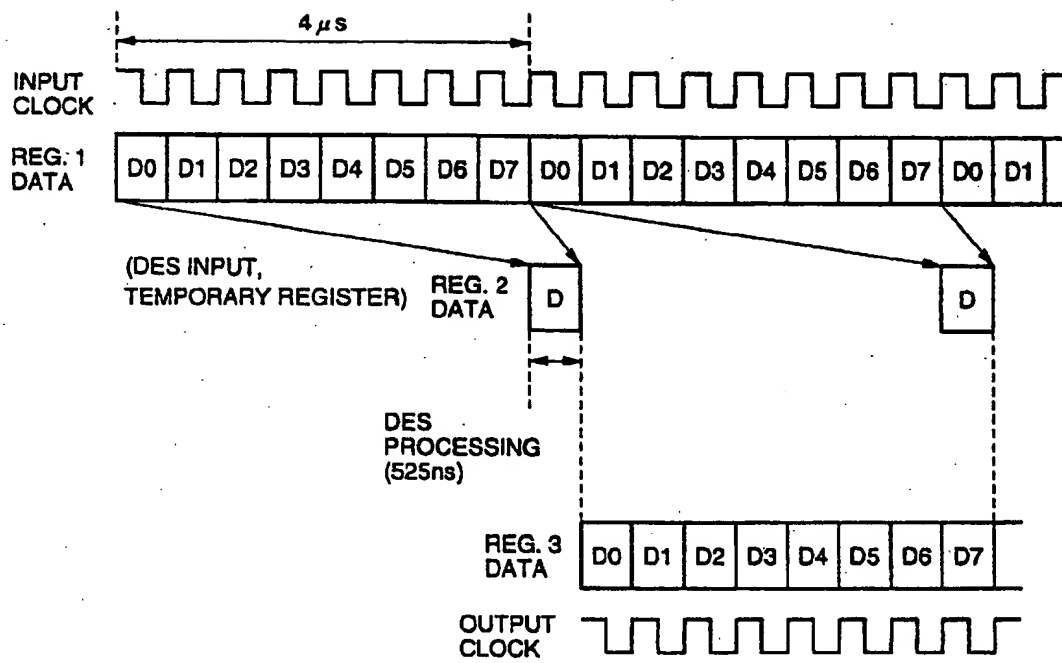 4 μs
INPUT
CLOCK
REG. 1
DATA
D0 D1 D2 D3 D4 D5 D6 D7 D0 D1 D2 D3 D4 D5 D6 D7 D0 D1
(DES INPUT,
TEMPORARY REGISTER)
REG. 2
DATA
D
D
DES
PROCESSING
(525ns)
REG. 3
DATA
D0 D1 D2 D3 D4 D5 D6 D7
OUTPUT
CLOCK